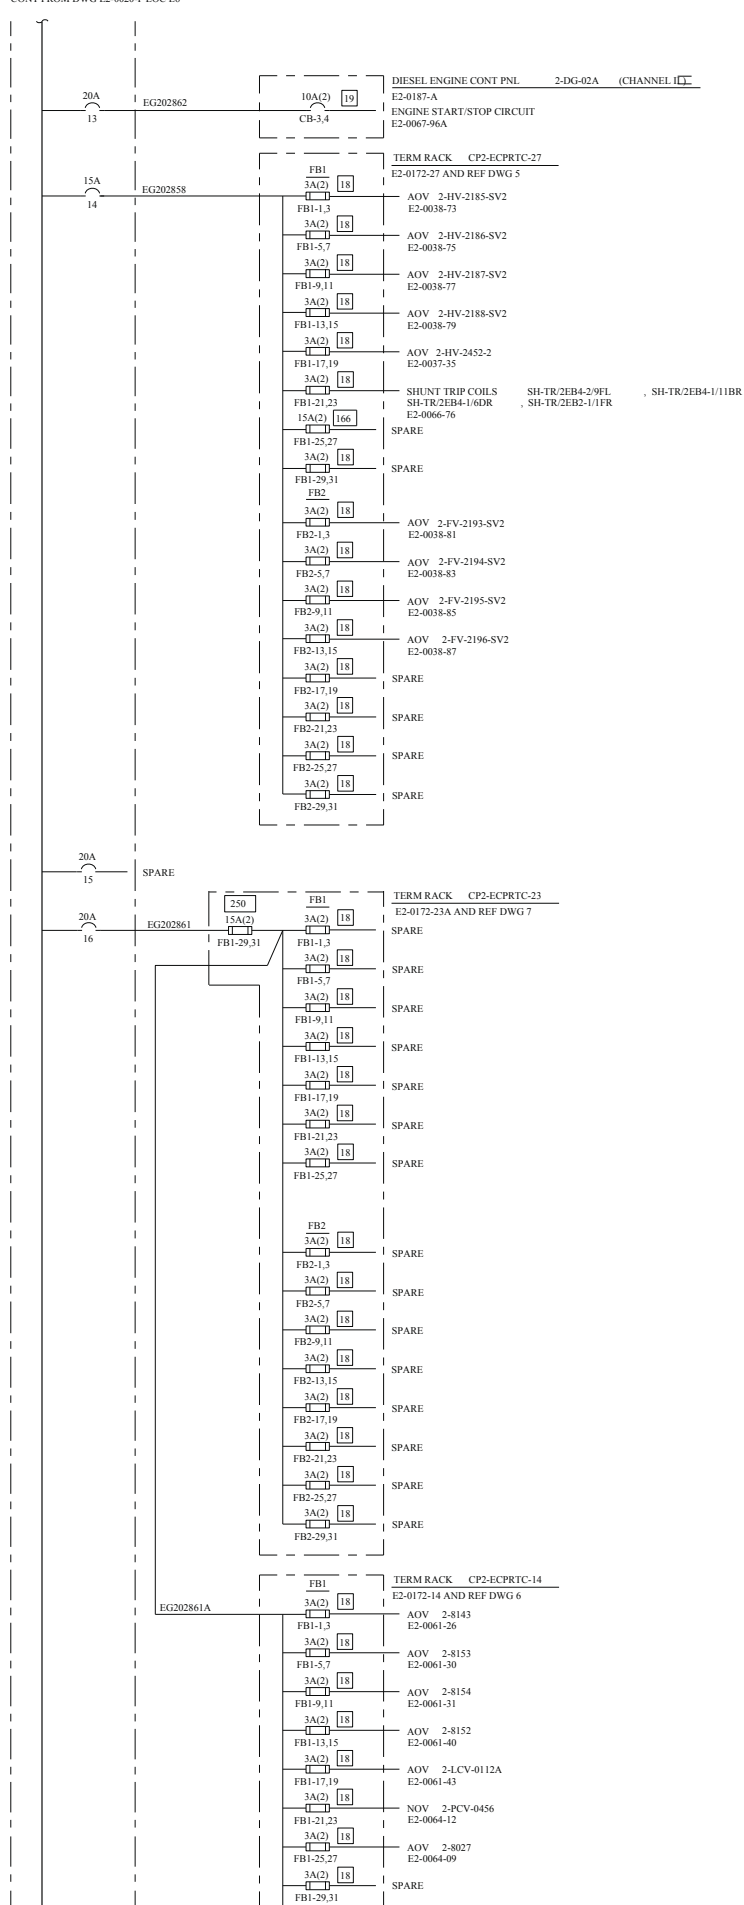 20A
13
EG202862
10A(2) 19
CB-3,4
DIESEL ENGINE CONT PNL 2-DG-02A (CHANNEL
E2-0187-A
ENGINE START/STOP CIRCUIT
E2-0067-96A
TERM RACK CP2-ECPRTC-27
E2-0172-27 AND REF DWG 5
15A
14
EG202858
FB1
3A(2) 18
FB1-1,3
AOV 2-HV-2185-SV2
E2-0038-73
3A(2) 18
FB1-5,7
AOV 2-HV-2186-SV2
E2-0038-75
3A(2) 18
FB1-9,11
AOV 2-HV-2187-SV2
E2-0038-77
3A(2) 18
FB1-13,15
AOV 2-HV-2188-SV2
E2-0038-79
3A(2) 18
FB1-17,19
AOV 2-HV-2452-2
E2-0037-35
3A(2) 18
FB1-21,23
SHUNT TRIP COILS SH-TR/2EB4-2/9FL , SH-TR/2EB4-1/11BR
SH-TR/2EB4-1/6DR , SH-TR/2EB2-1/1FR
E2-0066-76
15A(2) 166
FB1-25,27
SPARE
3A(2) 18
FB1-29,31
SPARE
FB2
3A(2) 18
FB2-1,3
AOV 2-FV-2193-SV2
E2-0038-81
3A(2) 18
FB2-5,7
AOV 2-FV-2194-SV2
E2-0038-83
3A(2) 18
FB2-9,11
AOV 2-FV-2195-SV2
E2-0038-85
3A(2) 18
FB2-13,15
AOV 2-FV-2196-SV2
E2-0038-87
3A(2) 18
FB2-17,19
SPARE
3A(2) 18
FB2-21,23
SPARE
3A(2) 18
FB2-25,27
SPARE
3A(2) 18
FB2-29,31
SPARE
20A
15
SPARE
TERM RACK CP2-ECPRTC-23
E2-0172-23A AND REF DWG 7
20A
16
EG202861
250
15A(2)
FB1-29,31
FB1
3A(2) 18
FB1-1,3
SPARE
3A(2) 18
FB1-5,7
SPARE
3A(2) 18
FB1-9,11
SPARE
3A(2) 18
FB1-13,15
SPARE
3A(2) 18
FB1-17,19
SPARE
3A(2) 18
FB1-21,23
SPARE
3A(2) 18
FB1-25,27
SPARE
FB2
3A(2) 18
FB2-1,3
SPARE
3A(2) 18
FB2-5,7
SPARE
3A(2) 18
FB2-9,11
SPARE
3A(2) 18
FB2-13,15
SPARE
3A(2) 18
FB2-17,19
SPARE
3A(2) 18
FB2-21,23
SPARE
3A(2) 18
FB2-25,27
SPARE
3A(2) 18
FB2-29,31
SPARE
TERM RACK CP2-ECPRTC-14
E2-0172-14 AND REF DWG 6
EG202861A
FB1
3A(2) 18
FB1-1,3
AOV 2-8143
E2-0061-26
3A(2) 18
FB1-5,7
AOV 2-8153
E2-0061-30
3A(2) 18
FB1-9,11
AOV 2-8154
E2-0061-31
3A(2) 18
FB1-13,15
AOV 2-8152
E2-0061-40
3A(2) 18
FB1-17,19
AOV 2-LCV-0112A
E2-0061-43
3A(2) 18
FB1-21,23
NOV 2-PCV-0456
E2-0064-12
3A(2) 18
FB1-25,27
AOV 2-8027
E2-0064-09
3A(2) 18
FB1-29,31
SPARE